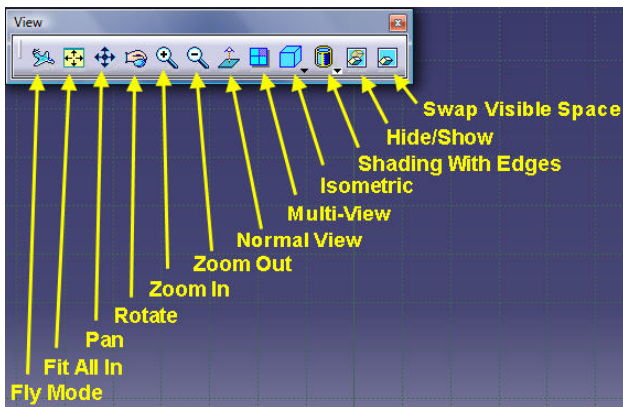 View
Swap Visible Space
Hide/Show
Shading With Edges
Isometric
Multi-View
Normal View
Zoom Out
Zoom In
Rotate
Pan
Fit All In
Fly Mode